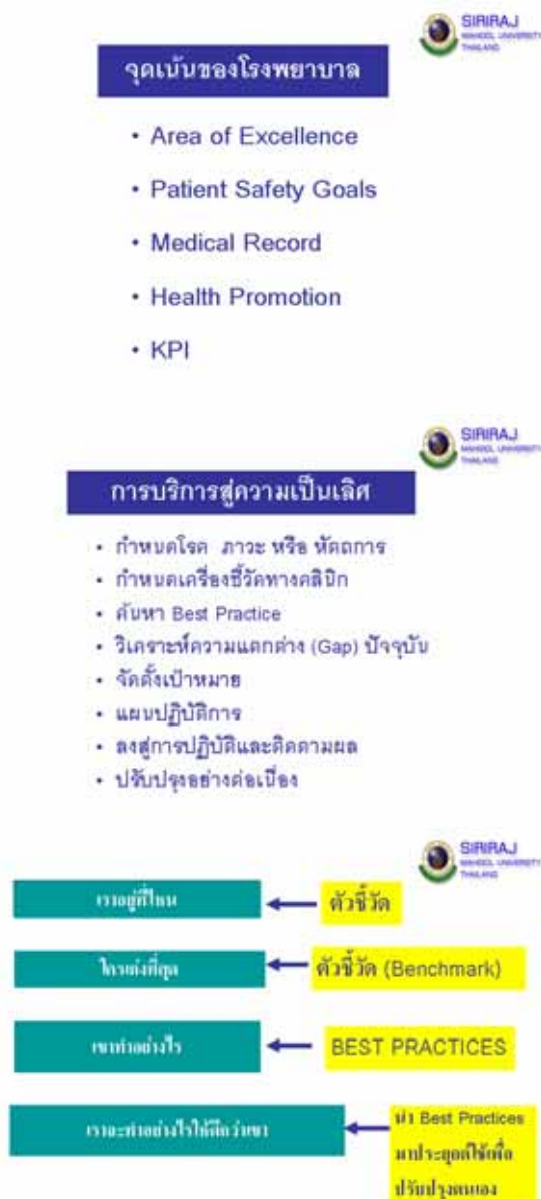 SIRIRAJ
MAHIDOL UNIVERSITY
THAILAND
จุดเน้นของโรงพยาบาล
• Area of Excellence
• Patient Safety Goals
• Medical Record
• Health Promotion
• KPI
SIRIRAJ
MAHIDOL UNIVERSITY
THAILAND
การบริการสู่ความเป็นเลิศ
• กำหนดโรค ภาวะ หรือ หัตถการ
• กำหนดเครื่องชี้วัดทางคลินิก
• ค้นหา Best Practice
• วิเคราะห์ความแตกต่าง (Gap) ปัจจุบัน
• จัดตั้งเป้าหมาย
• แผนปฏิบัติการ
• ลงสู่การปฏิบัติและติดตามผล
• ปรับปรุงอย่างต่อเนื่อง
SIRIRAJ
MAHIDOL UNIVERSITY
THAILAND
เราอยู่ที่ไหน ตัวชี้วัด
ใครเก่งที่สุด ตัวชี้วัด (Benchmark)
เขาทำอย่างไร BEST PRACTICES
เราจะทำอย่างไรให้ดีกว่าเขา นำ Best Practices
มาประยุกต์ใช้เพื่อ
ปรับปรุงตนเอง